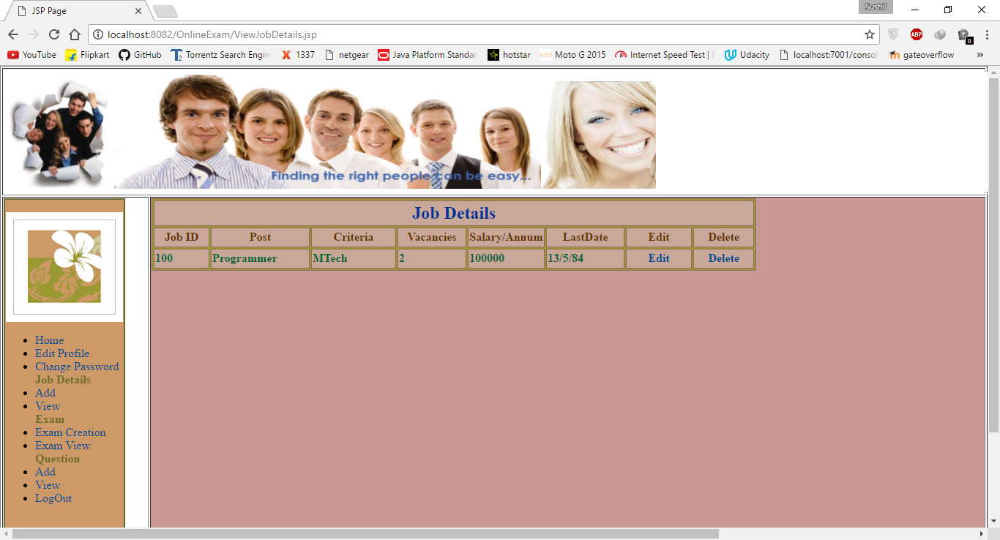 JSP Page
Sushil
localhost:8082/OnlineExam/ViewJobDetails.jsp
ABP
0
YouTube Flipkart GitHub Torrentz Search Engin 1337 netgear Java Platform Standar hotstar xda Moto G 2015 Internet Speed Test | F Udacity localhost:7001/consol gateoverflow »
Finding the right people can be easy...
Job Details
Job ID Post Criteria Vacancies Salary/Annum LastDate Edit Delete
100 Programmer MTech 2 100000 13/5/84 Edit Delete
Home
Edit Profile
Change Password
Job Details
Add
View
Exam
Exam Creation
Exam View
Question
Add
View
LogOut